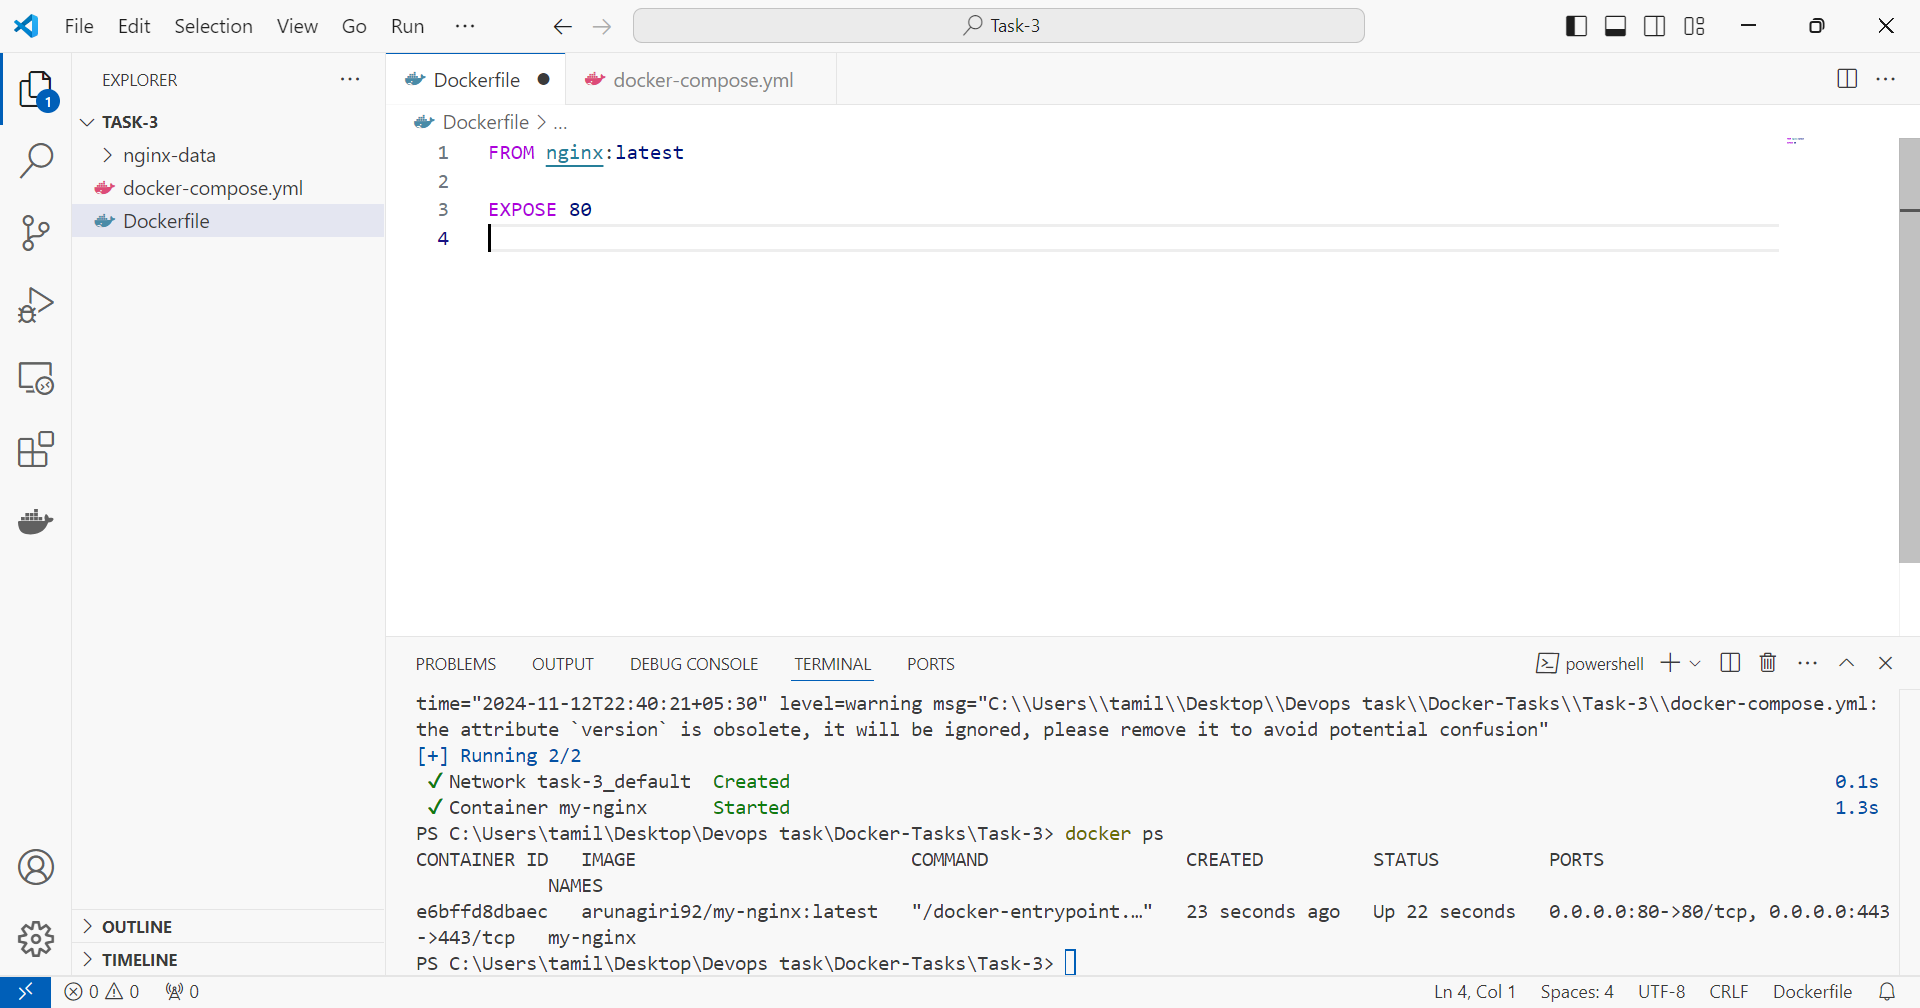 File Edit Selection View Go Run ···
Task-3
EXPLORER ···
1
TASK-3
nginx-data
docker-compose.yml
Dockerfile
Dockerfile
docker-compose.yml
Dockerfile > ...
1 FROM nginx:latest
2
3 EXPOSE 80
4
PROBLEMS OUTPUT DEBUG CONSOLE TERMINAL PORTS
powershell
time="2024-11-12T22:40:21+05:30" level=warning msg="C:\\Users\\tamil\\Desktop\\Devops task\\Docker-Tasks\\Task-3\\docker-compose.yml:
the attribute `version` is obsolete, it will be ignored, please remove it to avoid potential confusion"
[+] Running 2/2
✓ Network task-3_default Created 0.1s
✓ Container my-nginx Started 1.3s
PS C:\Users\tamil\Desktop\Devops task\Docker-Tasks\Task-3> docker ps
CONTAINER ID IMAGE COMMAND CREATED STATUS PORTS
NAMES
e6bffd8dbaec arunagiri92/my-nginx:latest "/docker-entrypoint.…" 23 seconds ago Up 22 seconds 0.0.0.0:80->80/tcp, 0.0.0.0:443
->443/tcp my-nginx
PS C:\Users\tamil\Desktop\Devops task\Docker-Tasks\Task-3>
OUTLINE
TIMELINE
0 0 0
Ln 4, Col 1 Spaces: 4 UTF-8 CRLF Dockerfile